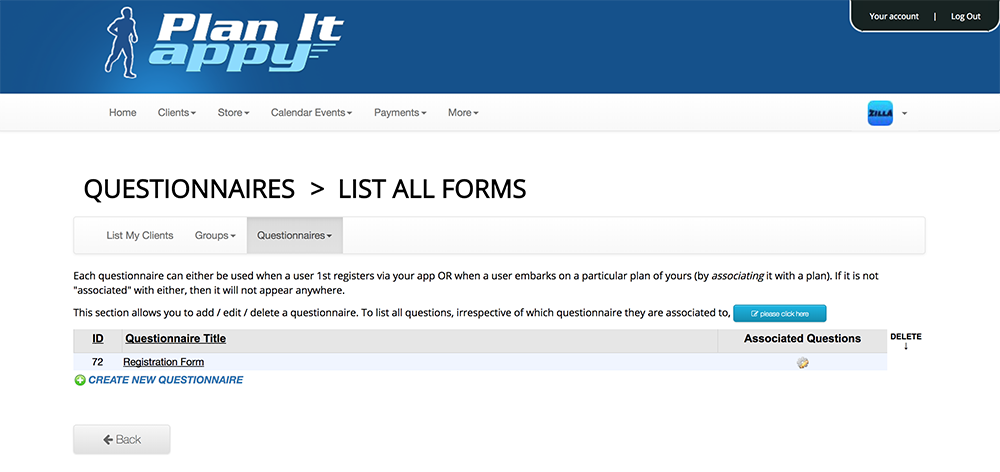 Plan It
appy
Your account | Log Out
Home Clients Store Calendar Events Payments More
XILLA
QUESTIONNAIRES > LIST ALL FORMS
List My Clients Groups Questionnaires
Each questionnaire can either be used when a user 1st registers via your app OR when a user embarks on a particular plan of yours (by associating it with a plan). If it is not
"associated" with either, then it will not appear anywhere.
This section allows you to add / edit / delete a questionnaire. To list all questions, irrespective of which questionnaire they are associated to, please click here
ID Questionnaire Title Associated Questions DELETE
↓
72 Registration Form
CREATE NEW QUESTIONNAIRE
Back